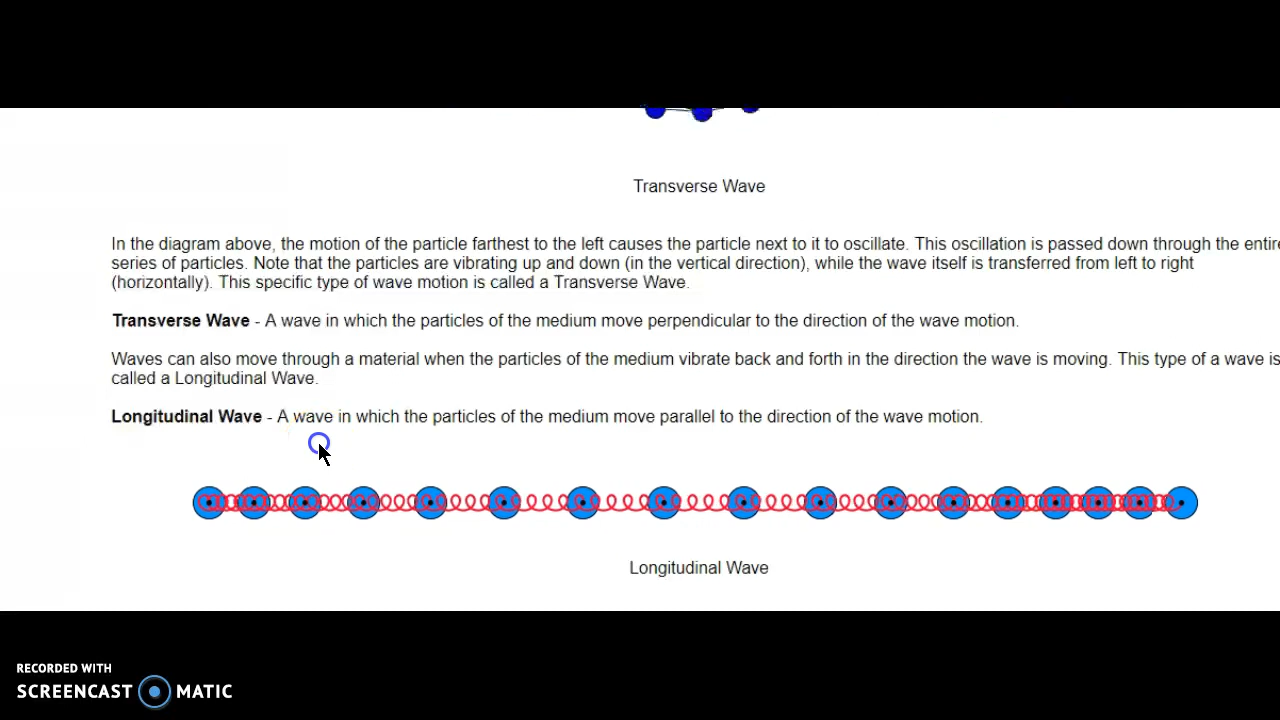 Transverse Wave
In the diagram above, the motion of the particle farthest to the left causes the particle next to it to oscillate. This oscillation is passed down through the entire
series of particles. Note that the particles are vibrating up and down (in the vertical direction), while the wave itself is transferred from left to right
(horizontally). This specific type of wave motion is called a Transverse Wave.
Transverse Wave - A wave in which the particles of the medium move perpendicular to the direction of the wave motion.
Waves can also move through a material when the particles of the medium vibrate back and forth in the direction the wave is moving. This type of a wave is
called a Longitudinal Wave.
Longitudinal Wave - A wave in which the particles of the medium move parallel to the direction of the wave motion.
Longitudinal Wave
RECORDED WITH
SCREENCAST MATIC